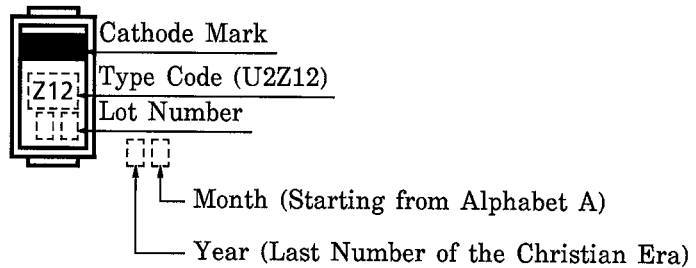 Cathode Mark
Type Code (U2Z12)
Z12
Lot Number
Month (Starting from Alphabet A)
Year (Last Number of the Christian Era)